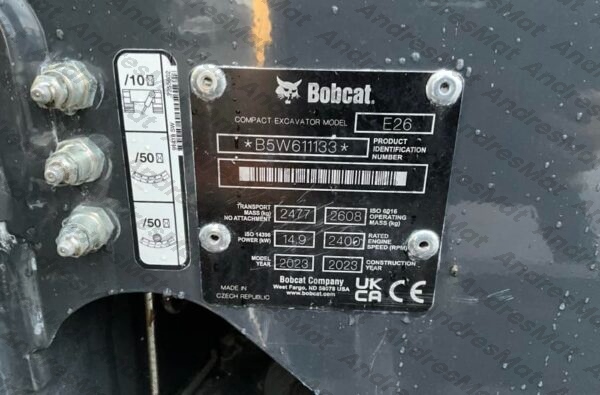 /10
/50
/50
Bobcat.
COMPACT EXCAVATOR MODEL E26
*B5W611133* PRODUCT IDENTIFICATION NUMBER
TRANSPORT MASS (kg) NO ATTACHMENT 2477 2608 ISO 6016 OPERATING MASS (kg)
ISO 14396 POWER (kW) 14.9 2400 RATED ENGINE SPEED (RPM)
MODEL YEAR 2023 2023 CONSTRUCTION YEAR
Bobcat Company
West Fargo, ND 58078 USA
www.bobcat.com
MADE IN
CZECH REPUBLIC
UK
CA CE
AndresMat